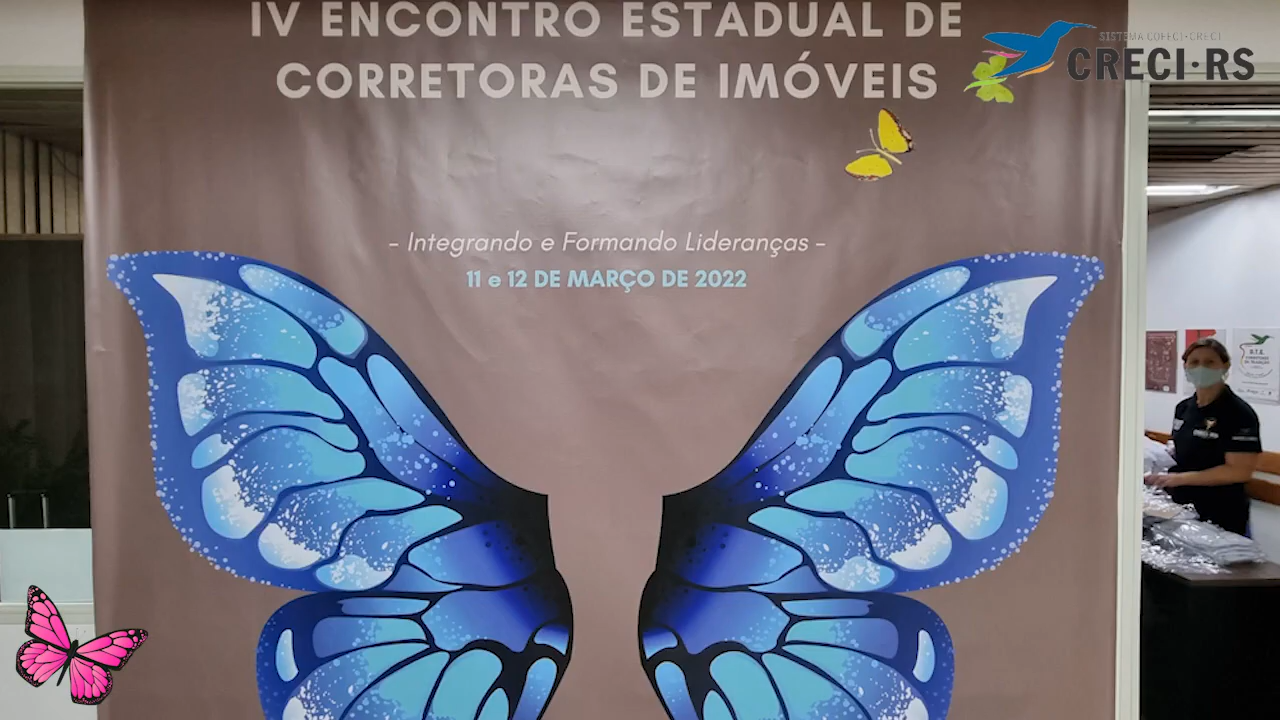 IV ENCONTRO ESTADUAL DE
CORRETORAS DE IMÓVEIS
SISTEMA COFECI-CRECI
CRECI·RS
- Integrando e Formando Lideranças -
11 e 12 DE MARÇO DE 2022